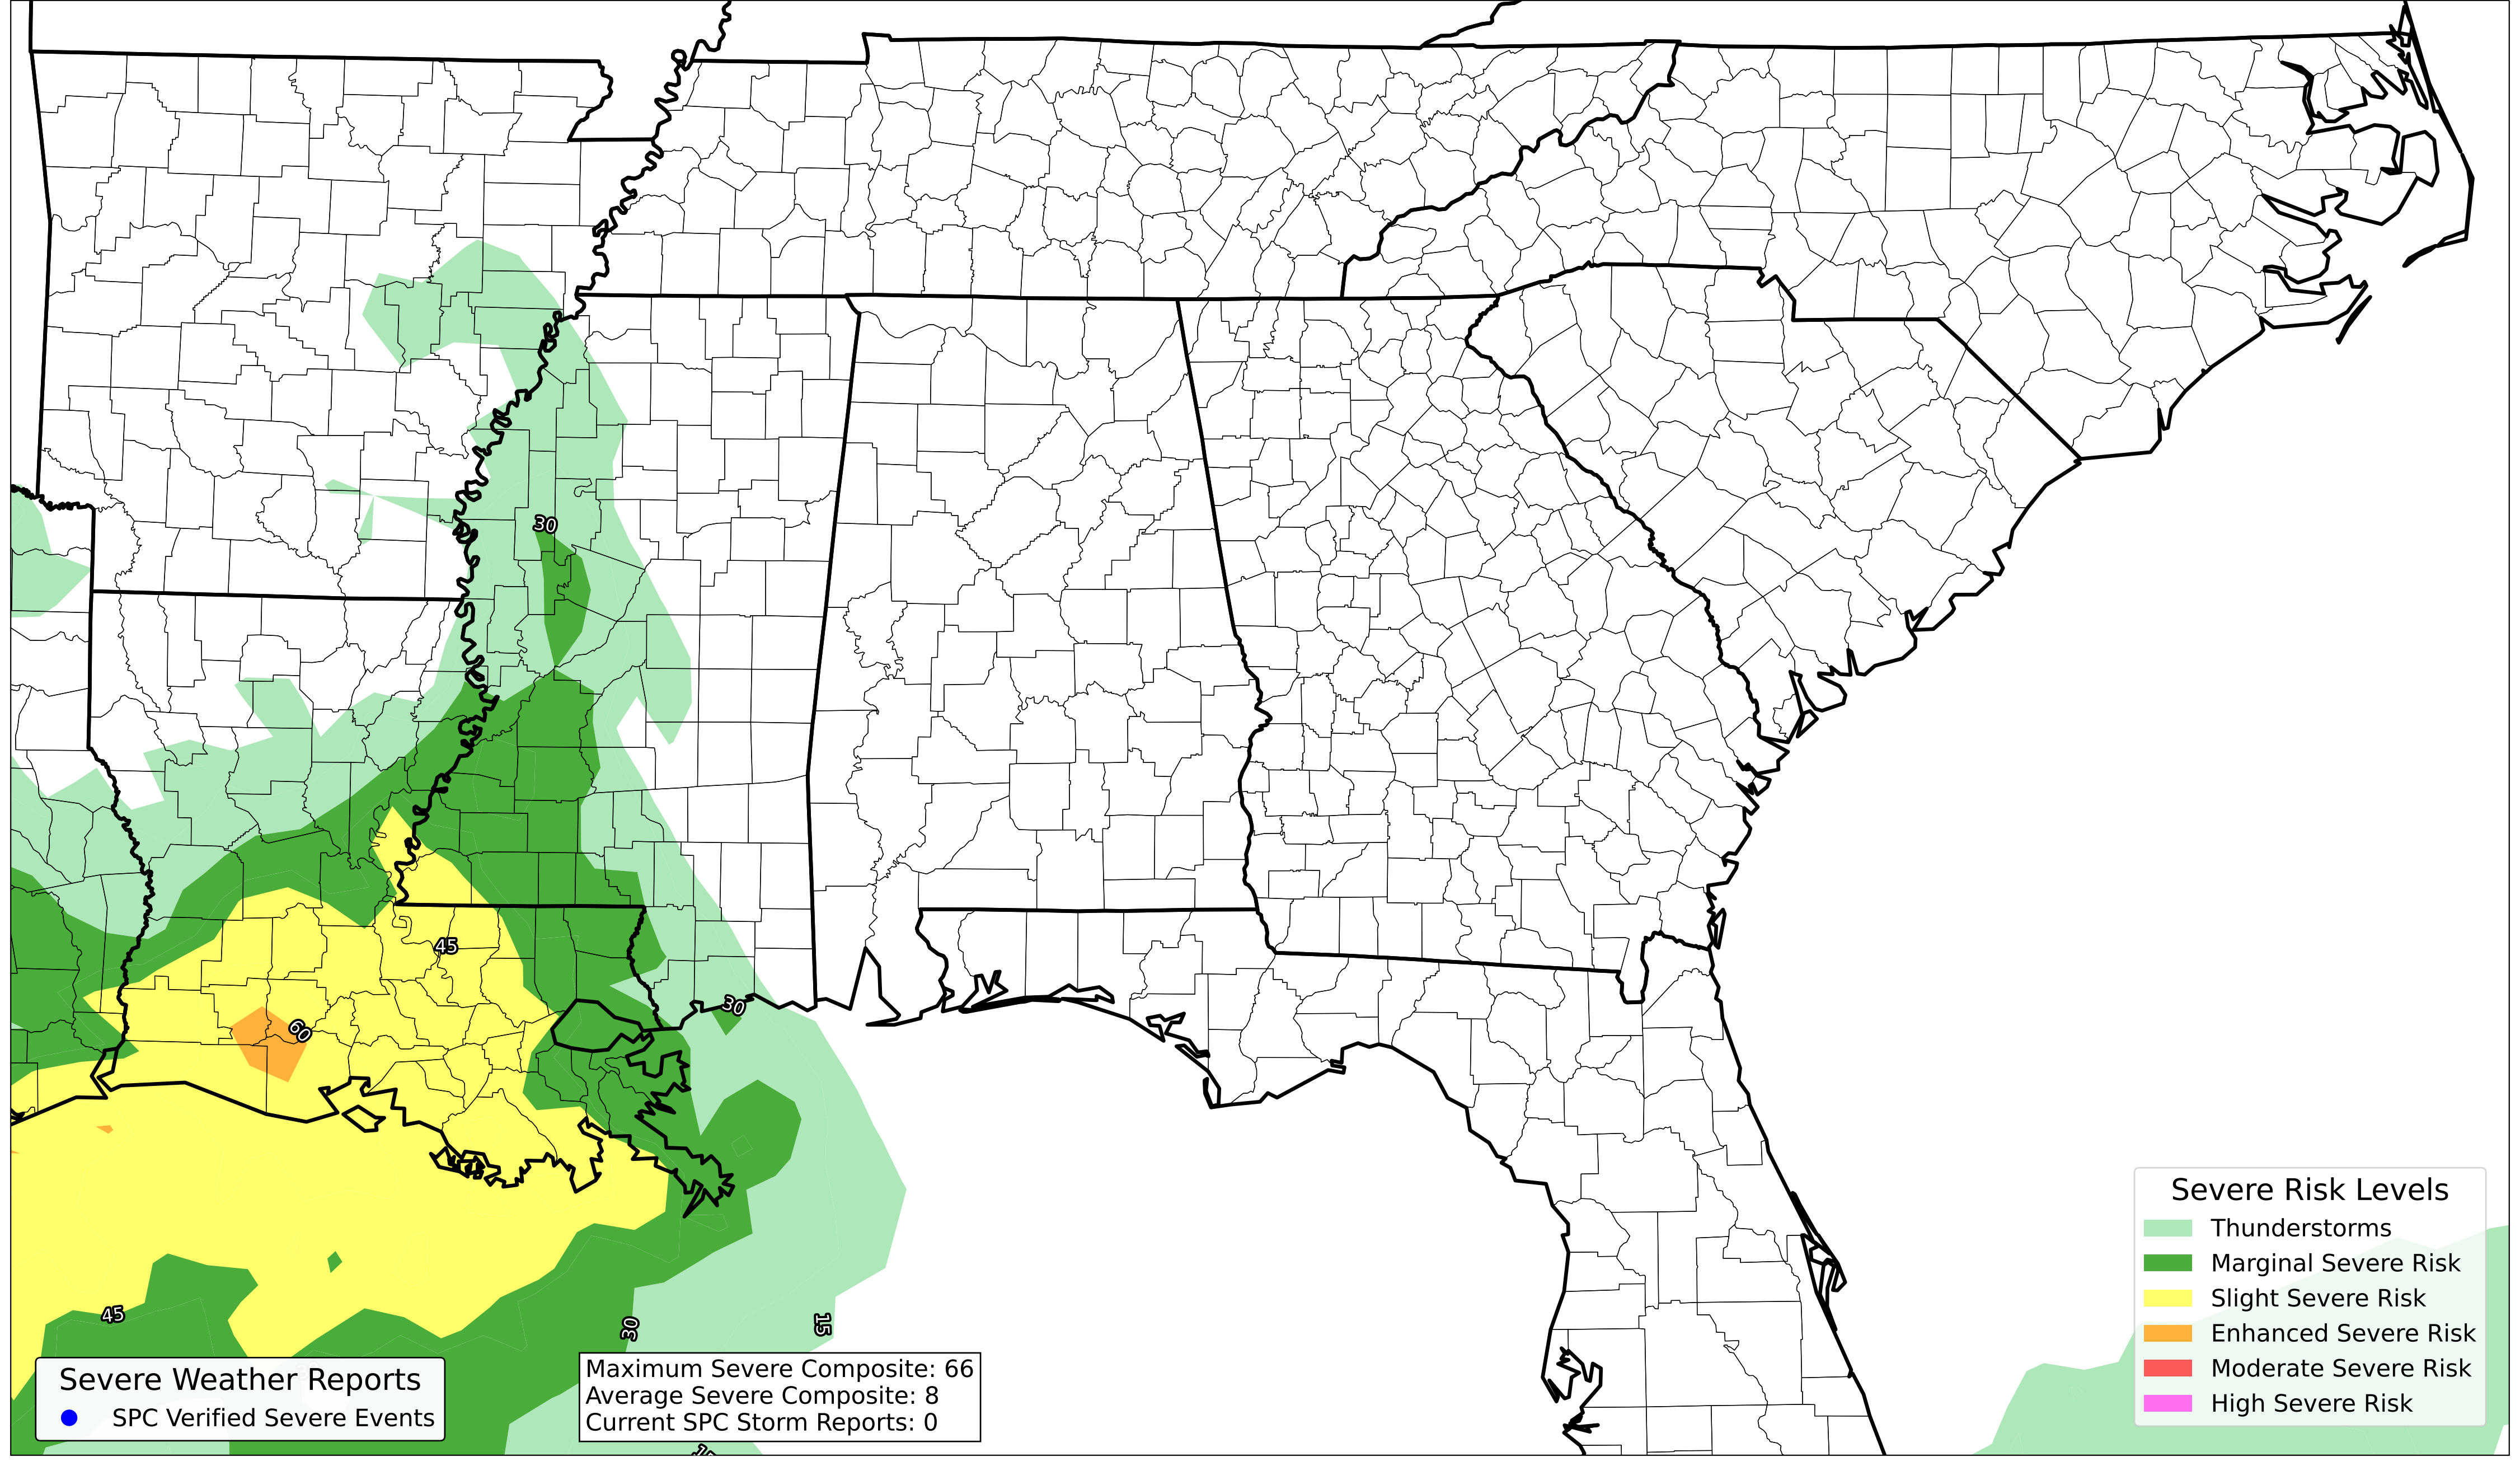 30
45
30
60
45
30
15
Severe Weather Reports
SPC Verified Severe Events
Maximum Severe Composite: 66
Average Severe Composite: 8
Current SPC Storm Reports: 0
Severe Risk Levels
Thunderstorms
Marginal Severe Risk
Slight Severe Risk
Enhanced Severe Risk
Moderate Severe Risk
High Severe Risk